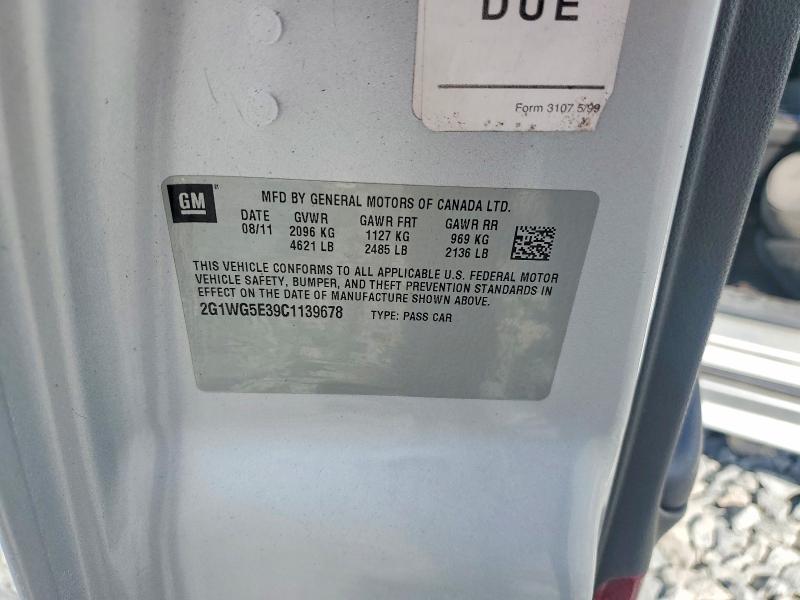 DUE
Form 3107 5/99
GM
MFD BY GENERAL MOTORS OF CANADA LTD.
DATE GVWR GAWR FRT GAWR RR
08/11 2096 KG 1127 KG 969 KG
4621 LB 2485 LB 2136 LB
THIS VEHICLE CONFORMS TO ALL APPLICABLE U.S. FEDERAL MOTOR
VEHICLE SAFETY, BUMPER, AND THEFT PREVENTION STANDARDS IN
EFFECT ON THE DATE OF MANUFACTURE SHOWN ABOVE.
2G1WG5E39C1139678 TYPE: PASS CAR